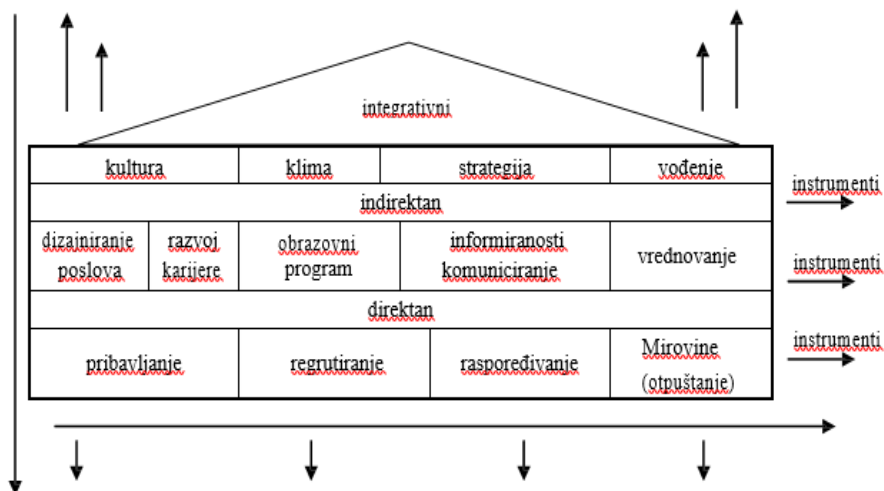 integrativni
kultura klima strategija vođenje
instrumenti
indirektan
dizajniranje poslova
razvoj karijere
obrazovni program
informiranosti komuniciranje
vrednovanje
instrumenti
direktan
pribavljanje regrutiranje raspoređivanje
Mirovine
(otpuštanje)
instrumenti